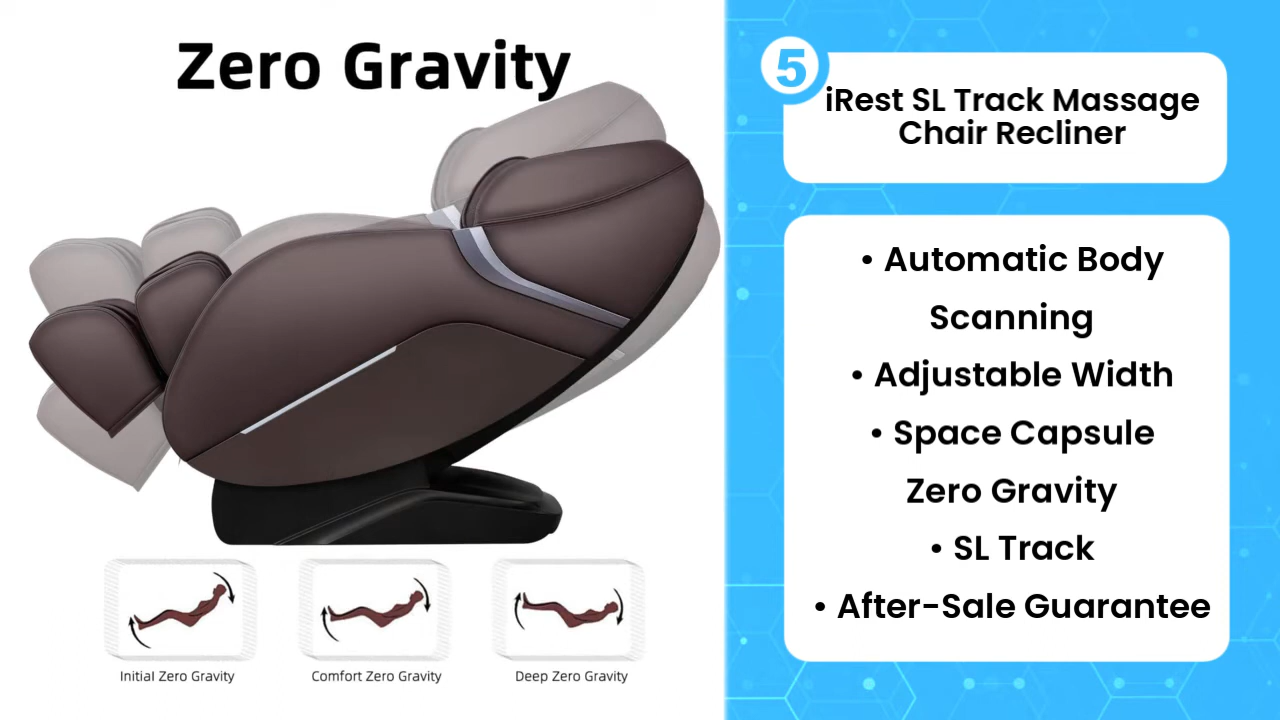 Zero Gravity
Initial Zero Gravity
Comfort Zero Gravity
Deep Zero Gravity
5
iRest SL Track Massage
Chair Recliner
• Automatic Body
Scanning
• Adjustable Width
• Space Capsule
Zero Gravity
• SL Track
• After-Sale Guarantee